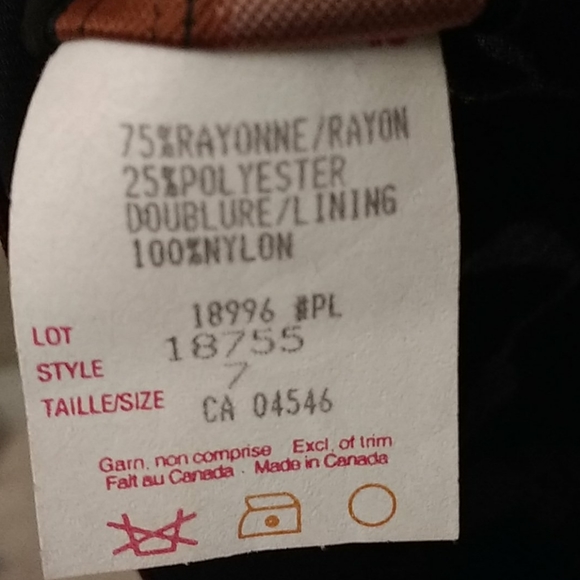 75%RAYONNE/RAYON
25%POLYESTER
DOUBLURE/LINING
100%NYLON
18996 #PL
LOT 18755
STYLE 7
TAILLE/SIZE CA 04546
Garn. non comprise Excl. of trim
Fait au Canada · Made in Canada